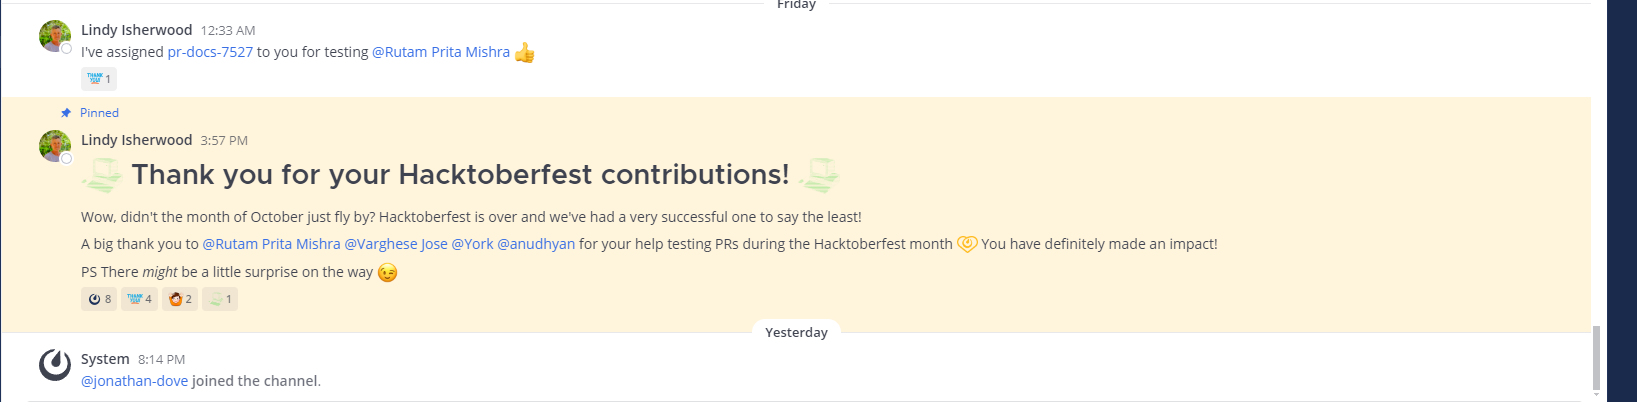 Friday
Lindy Isherwood 12:33 AM
I've assigned pr-docs-7527 to you for testing @Rutam Prita Mishra
THANK YOU 1
Pinned
Lindy Isherwood 3:57 PM
Thank you for your Hacktoberfest contributions!
Wow, didn't the month of October just fly by? Hacktoberfest is over and we've had a very successful one to say the least!
A big thank you to @Rutam Prita Mishra @Varghese Jose @York @anudhyan for your help testing PRs during the Hacktoberfest month You have definitely made an impact!
PS There might be a little surprise on the way
8 THANK YOU 4 2 1
Yesterday
System 8:14 PM
@jonathan-dove joined the channel.